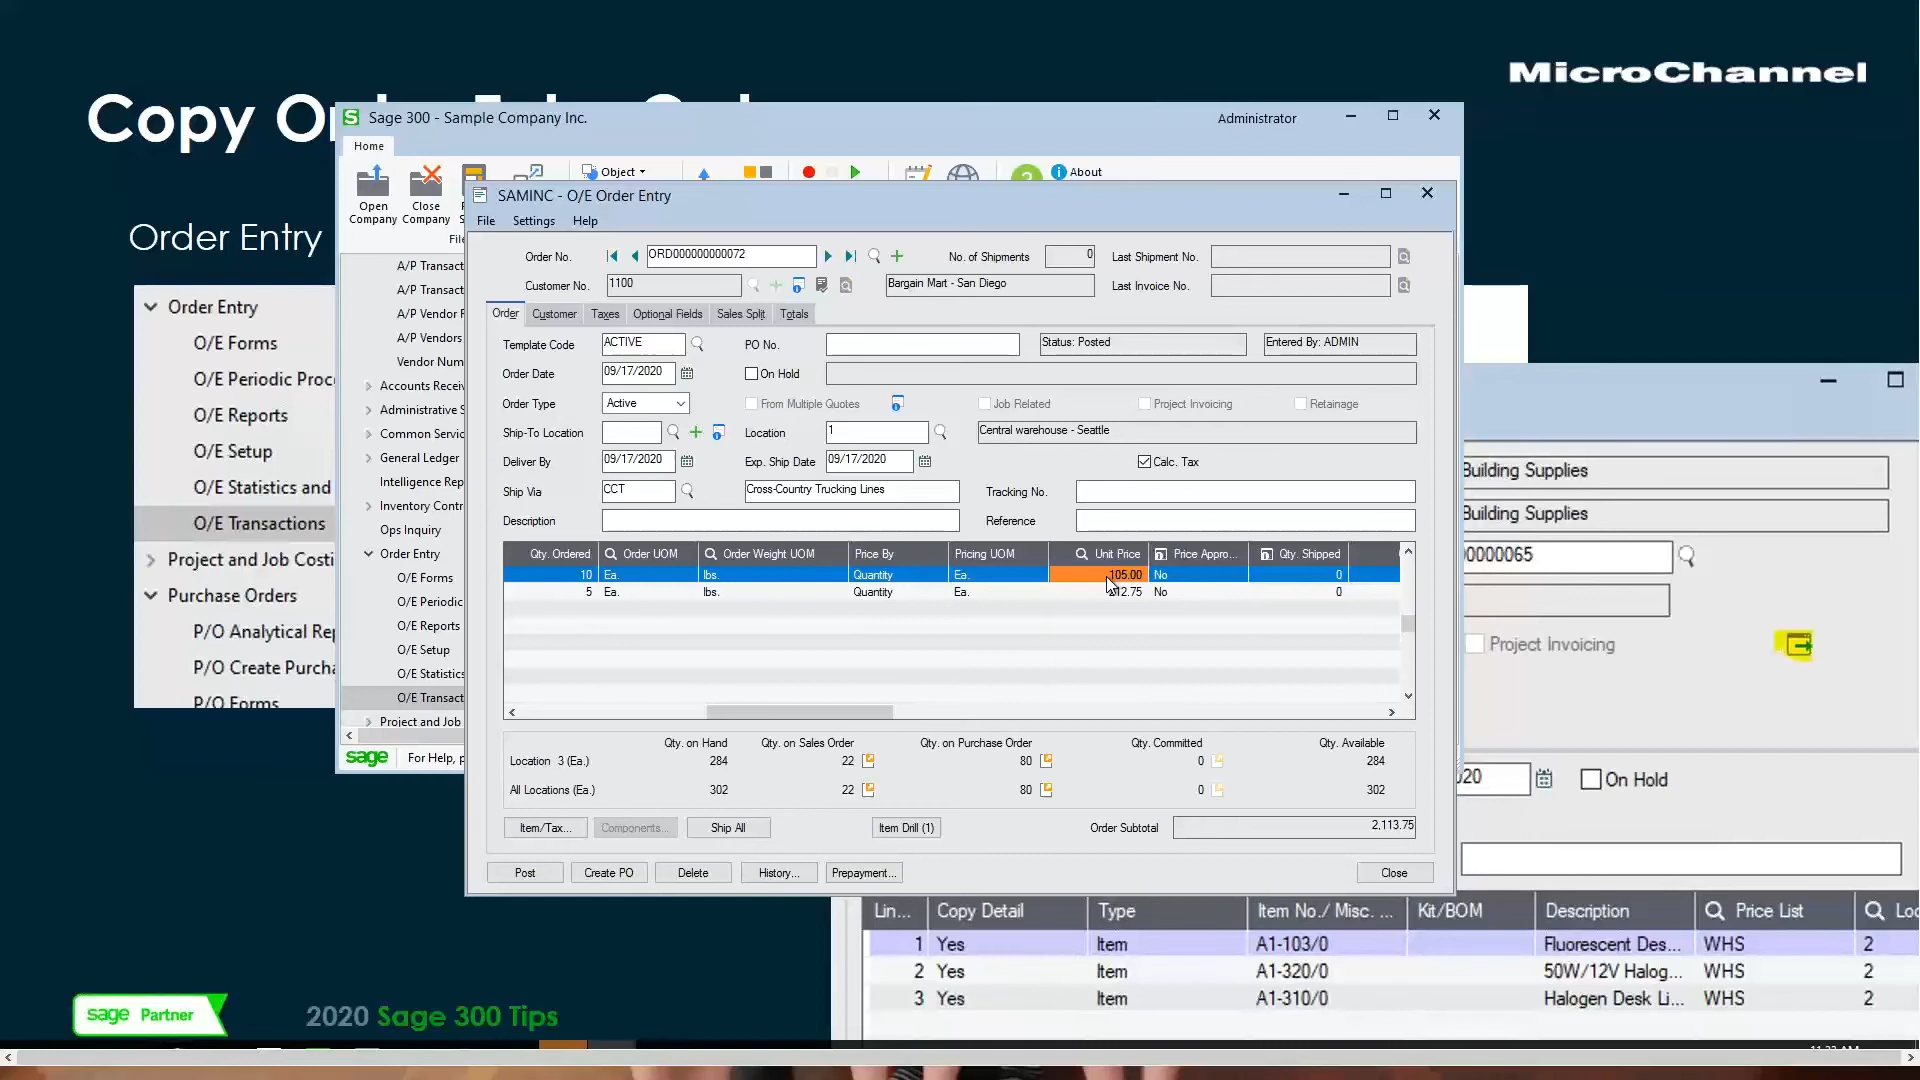 MicroChannel
Copy Or
Order Entry
Order Entry
O/E Forms
O/E Periodic Proc
O/E Reports
O/E Setup
O/E Statistics and
O/E Transactions
Project and Job Costi
Purchase Orders
P/O Analytical Rep
P/O Create Purcha
P/O Forms
Sage 300 - Sample Company Inc.
Administrator
Home
Open Company
Close Company
Object
About
File
A/P Transact
A/P Transact
A/P Vendor F
A/P Vendors
Vendor Num
Accounts Receiv
Administrative S
Common Servic
General Ledger
Intelligence Rep
Inventory Contr
Ops Inquiry
Order Entry
O/E Forms
O/E Periodic
O/E Reports
O/E Setup
O/E Statistics
O/E Transact
Project and Job
sage For Help, p
SAMINC - O/E Order Entry
File Settings Help
Order No. ORD000000000072 No. of Shipments 0 Last Shipment No.
Customer No. 1100 Bargain Mart - San Diego Last Invoice No.
Order Customer Taxes Optional Fields Sales Split Totals
Template Code ACTIVE PO No. Status: Posted Entered By: ADMIN
Order Date 09/17/2020 On Hold
Order Type Active From Multiple Quotes Job Related Project Invoicing Retainage
Ship-To Location Location 1 Central warehouse - Seattle
Deliver By 09/17/2020 Exp. Ship Date 09/17/2020 Calc. Tax
Ship Via CCT Cross-Country Trucking Lines Tracking No.
Description Reference
Qty. Ordered Order UOM Order Weight UOM Price By Pricing UOM Unit Price Price Appro... Qty. Shipped
10 Ea. lbs. Quantity Ea. 105.00 No 0
5 Ea. lbs. Quantity Ea. 12.75 No 0
Qty. on Hand Qty. on Sales Order Qty. on Purchase Order Qty. Committed Qty. Available
Location 3 (Ea.) 284 22 80 0 284
All Locations (Ea.) 302 22 80 0 302
Item/Tax... Components... Ship All Item Drill (1) Order Subtotal 2,113.75
Post Create PO Delete History... Prepayment... Close
Building Supplies
Building Supplies
0000065
Project Invoicing
020 On Hold
Lin... Copy Detail Type Item No./ Misc. ... Kit/BOM Description Price List Loc
1 Yes Item A1-103/0 Fluorescent Des... WHS 2
2 Yes Item A1-320/0 50W/12V Halog... WHS 2
3 Yes Item A1-310/0 Halogen Desk Li... WHS 2
sage Partner
2020 Sage 300 Tips